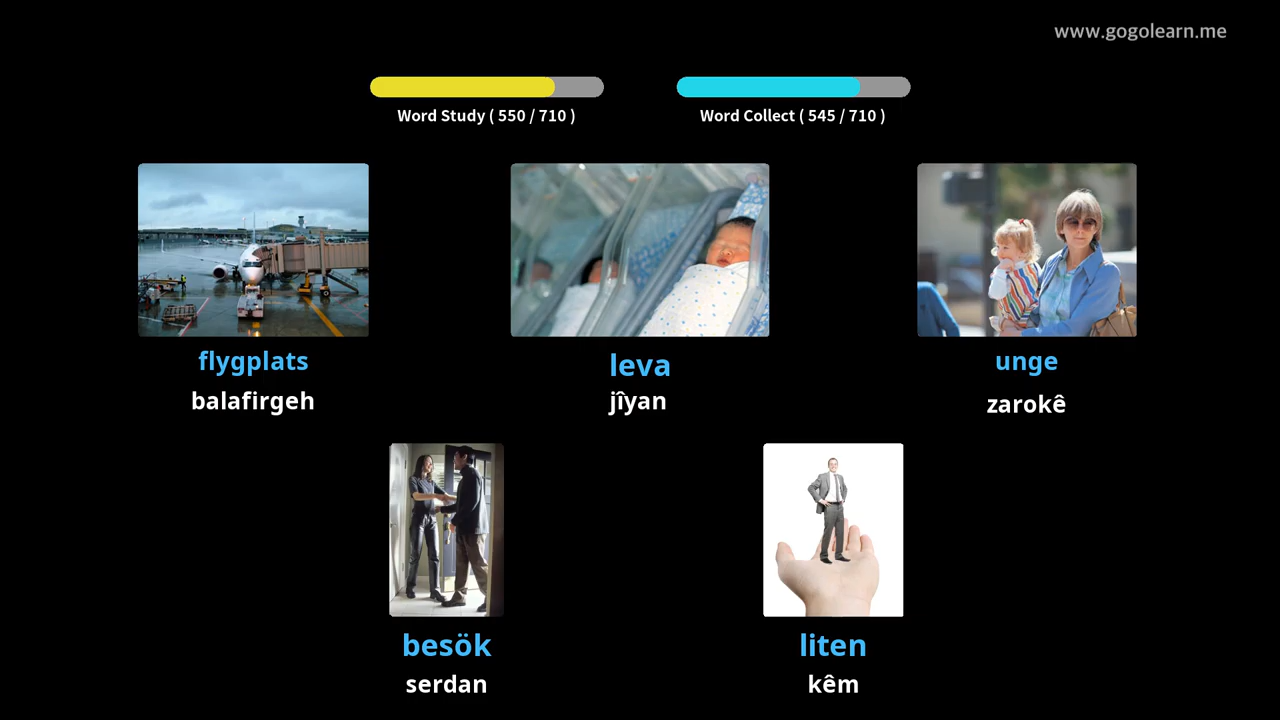 www.gogolearn.me
Word Study ( 550 / 710 )
Word Collect ( 545 / 710 )
flygplats
balafirgeh
leva
jîyan
unge
zarokê
besök
serdan
liten
kêm